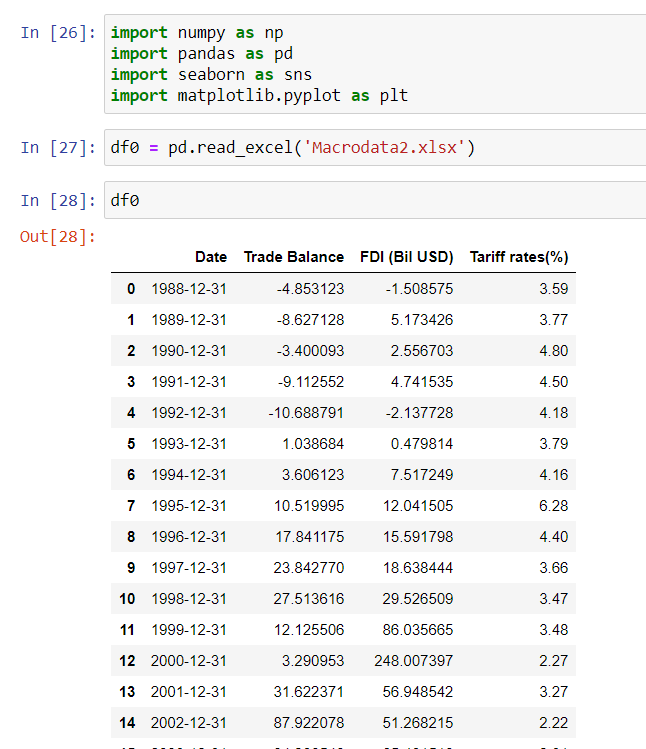 In [26]: import numpy as np
import pandas as pd
import seaborn as sns
import matplotlib.pyplot as plt
In [27]: df0 = pd.read_excel('Macrodata2.xlsx')
In [28]: df0
Out[28]:
Date Trade Balance FDI (Bil USD) Tariff rates(%)
0 1988-12-31 -4.853123 -1.508575 3.59
1 1989-12-31 -8.627128 5.173426 3.77
2 1990-12-31 -3.400093 2.556703 4.80
3 1991-12-31 -9.112552 4.741535 4.50
4 1992-12-31 -10.688791 -2.137728 4.18
5 1993-12-31 1.038684 0.479814 3.79
6 1994-12-31 3.606123 7.517249 4.16
7 1995-12-31 10.519995 12.041505 6.28
8 1996-12-31 17.841175 15.591798 4.40
9 1997-12-31 23.842770 18.638444 3.66
10 1998-12-31 27.513616 29.526509 3.47
11 1999-12-31 12.125506 86.035665 3.48
12 2000-12-31 3.290953 248.007397 2.27
13 2001-12-31 31.622371 56.948542 3.27
14 2002-12-31 87.922078 51.268215 2.22